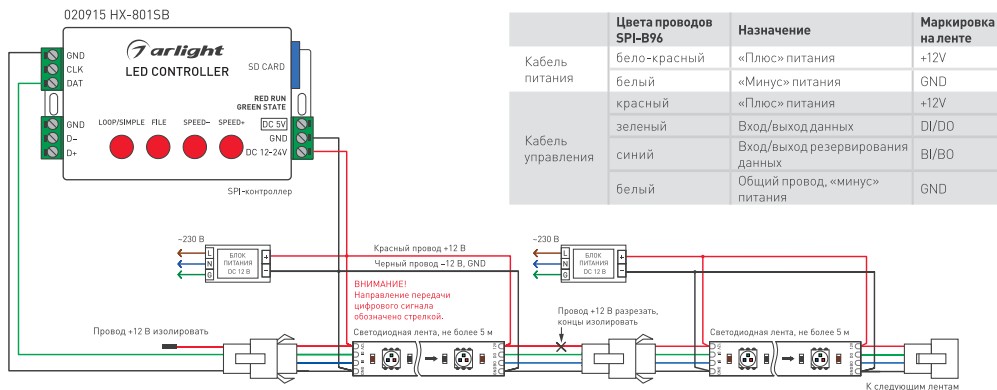 020915 HX-801SB
GND
CLK
DAT
GND
D–
D+
arlight
LED CONTROLLER
SD CARD
RED RUN
GREEN STATE
LOOP/SIMPLE FILE SPEED– SPEED+
DC 5V
GND
DC 12-24V
SPI-контроллер
Цвета проводов SPI-B96 Назначение Маркировка на ленте
Кабель питания
бело-красный «Плюс» питания +12V
белый «Минус» питания GND
Кабель управления
красный «Плюс» питания +12V
зеленый Вход/выход данных DI/DO
синий Вход/выход резервирования данных BI/BO
белый Общий провод, «минус» питания GND
~230 В
L
N
G
БЛОК
ПИТАНИЯ
DC 12 В
+
–
Красный провод +12 В
Черный провод –12 В, GND
ВНИМАНИЕ!
Направление передачи
цифрового сигнала
обозначено стрелкой.
~230 В
L
N
G
БЛОК
ПИТАНИЯ
DC 12 В
+
–
Провод +12 В изолировать
Светодиодная лента, не более 5 м
Провод +12 В разрезать,
концы изолировать
Светодиодная лента, не более 5 м
К следующим лентам